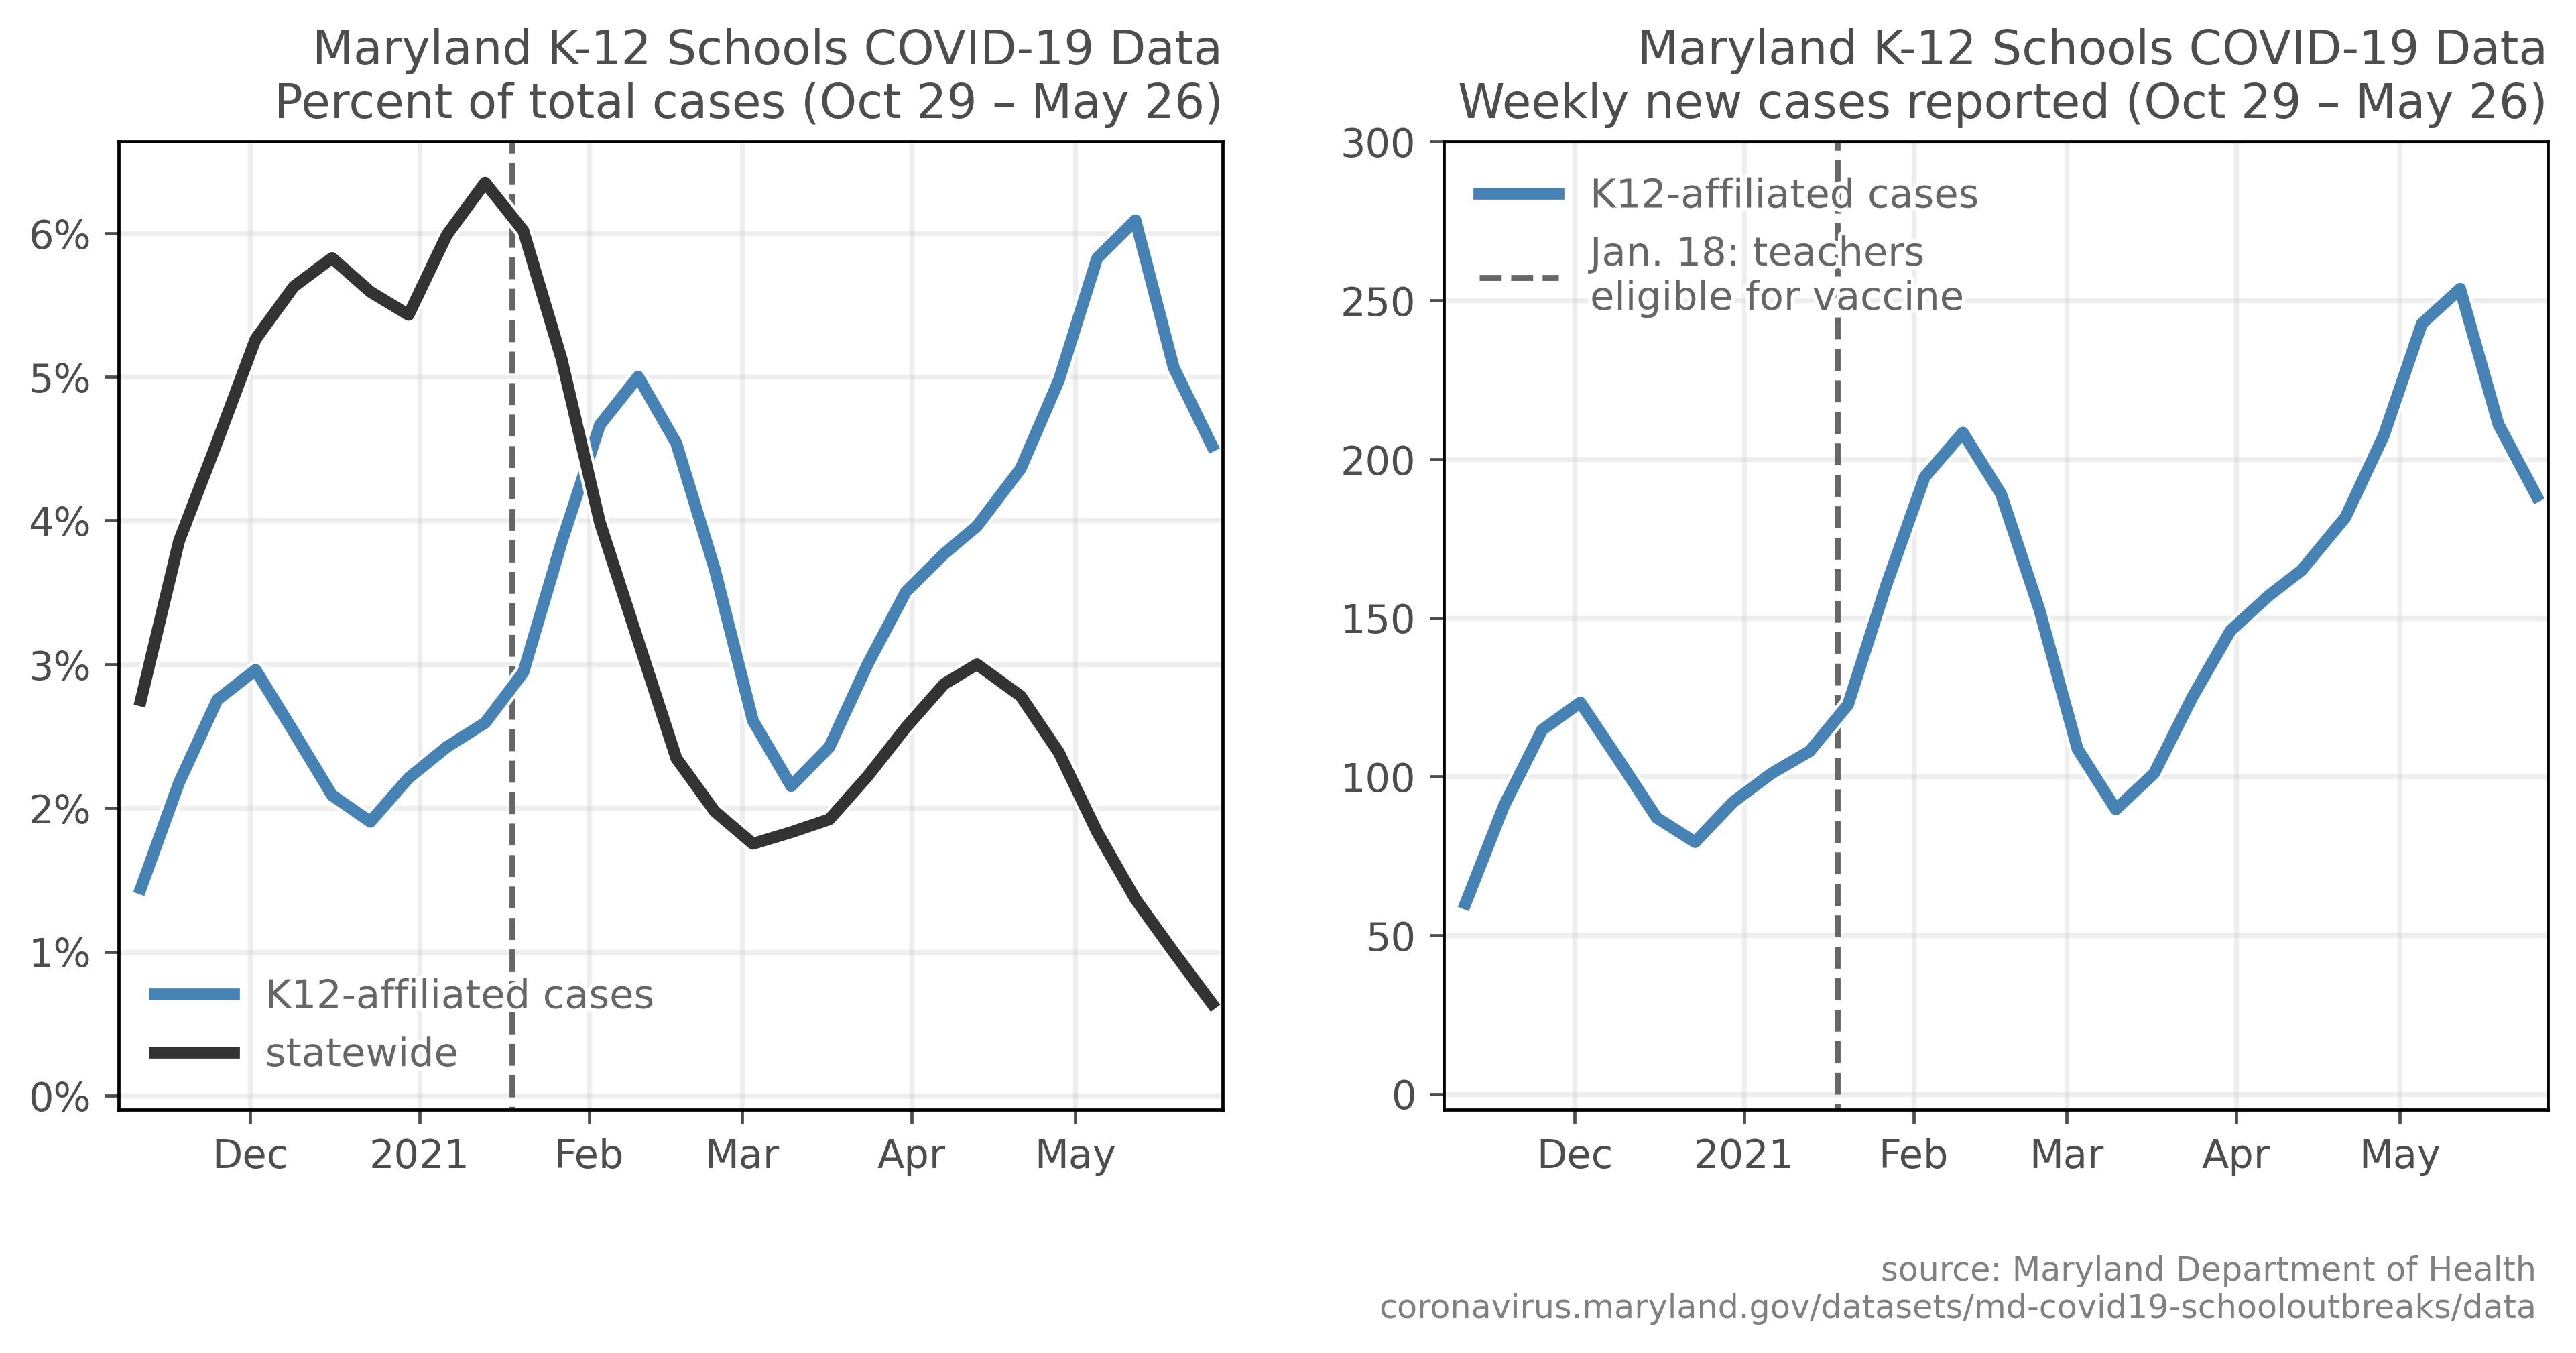 Maryland K-12 Schools COVID-19 Data
Percent of total cases (Oct 29 – May 26)
6%
5%
4%
3%
2%
1%
0%
K12-affiliated cases
statewide
Dec 2021 Feb Mar Apr May
Maryland K-12 Schools COVID-19 Data
Weekly new cases reported (Oct 29 – May 26)
300
250
200
150
100
50
0
K12-affiliated cases
Jan. 18: teachers
eligible for vaccine
Dec 2021 Feb Mar Apr May
source: Maryland Department of Health
coronavirus.maryland.gov/datasets/md-covid19-schooloutbreaks/data